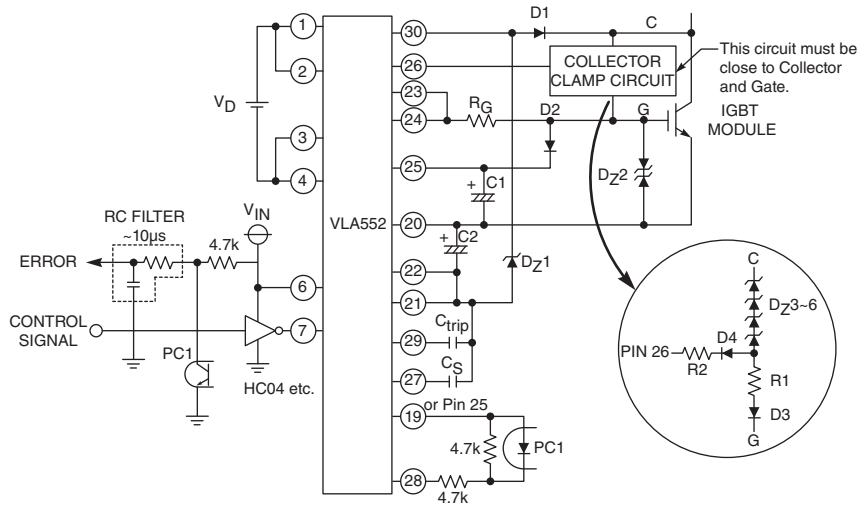 1
2
3
4
6
7
V_D
VLA552
30
26
23
24
25
20
22
21
29
27
19
28
D1
C
COLLECTOR
CLAMP CIRCUIT
This circuit must be
close to Collector
and Gate.
R_G
D2
G
IGBT
MODULE
D_Z2
+ C1
+ C2
D_Z1
C_trip
C_S
or Pin 25
4.7k
PC1
4.7k
RC FILTER
~10µs
V_IN
4.7k
ERROR
CONTROL
SIGNAL
PC1
HC04 etc.
C
D_Z3~6
PIN 26
D4
R2
R1
D3
G